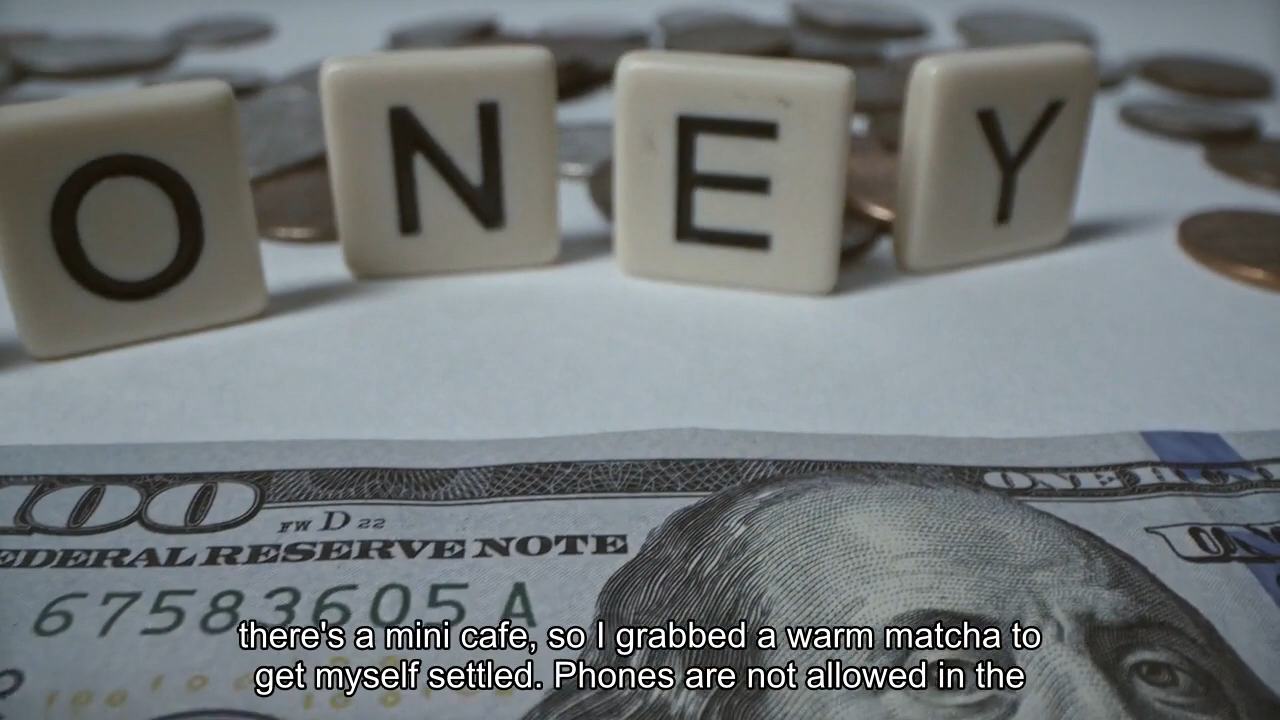 O N E Y
100
FW D 22
FEDERAL RESERVE NOTE
67583605 A
there's a mini cafe, so I grabbed a warm matcha to
get myself settled. Phones are not allowed in the